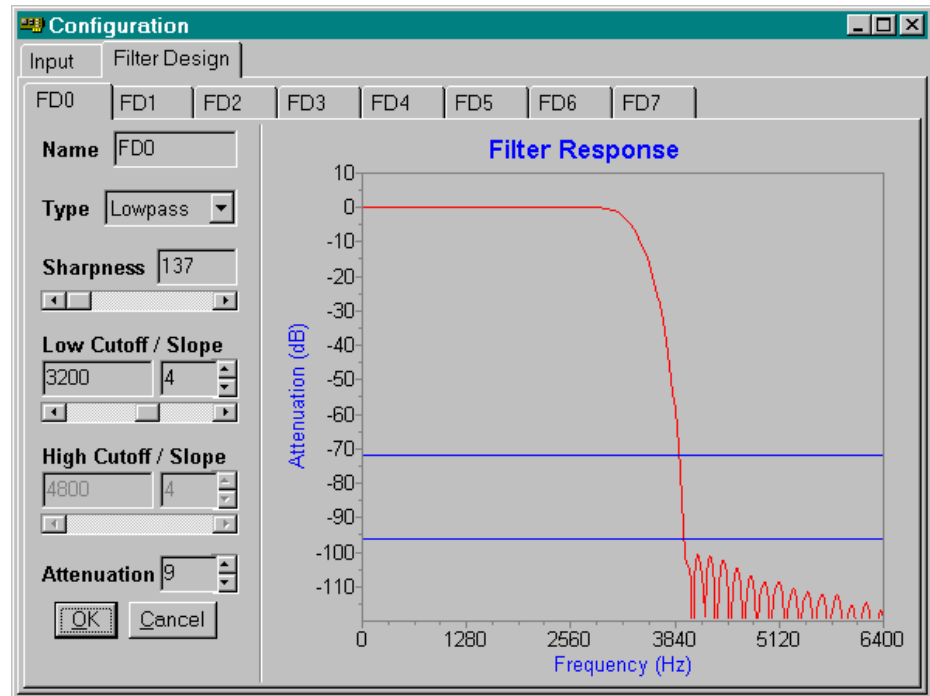 Configuration
Input Filter Design
FD0 FD1 FD2 FD3 FD4 FD5 FD6 FD7
Name FD0
Type Lowpass
Sharpness 137
Low Cutoff / Slope
3200 4
High Cutoff / Slope
4800 4
Attenuation 9
OK Cancel
Filter Response
Attenuation (dB)
10
0
-10
-20
-30
-40
-50
-60
-70
-80
-90
-100
-110
0 1280 2560 3840 5120 6400
Frequency (Hz)